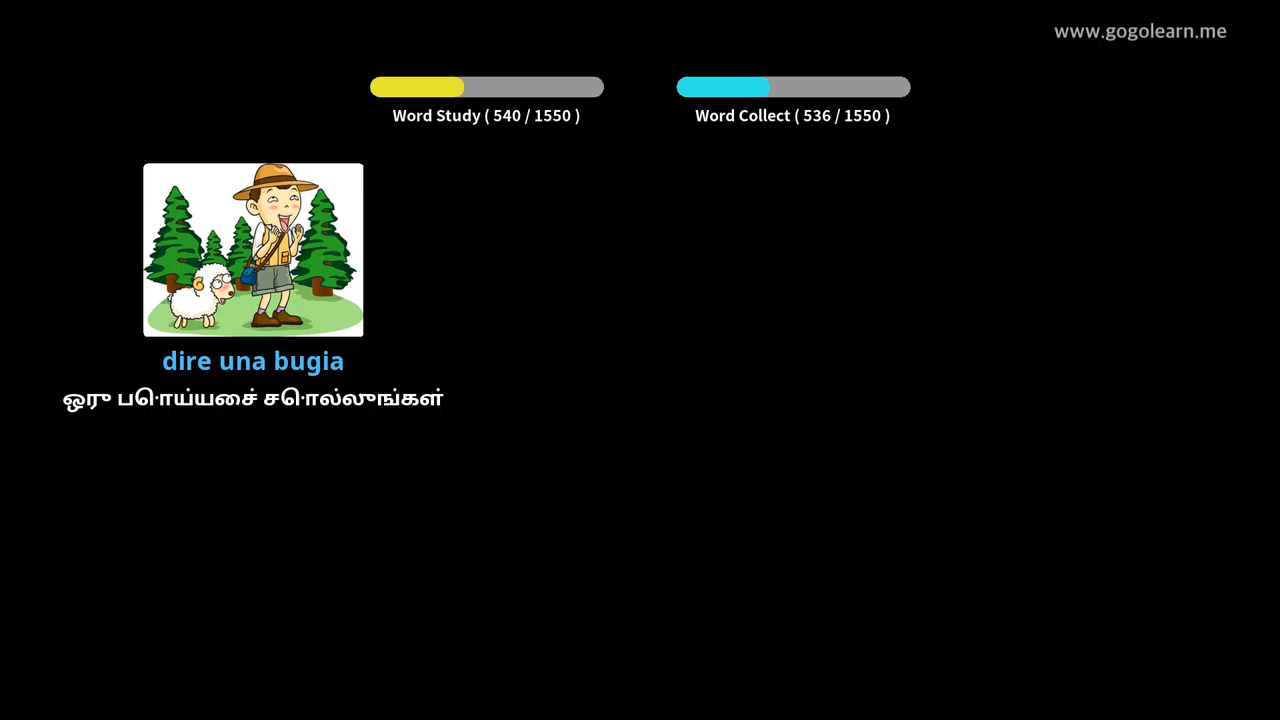 www.gogolearn.me
Word Study ( 540 / 1550 )
Word Collect ( 536 / 1550 )
dire una bugia
ஒரு பொய்யைச் சொல்லுங்கள்